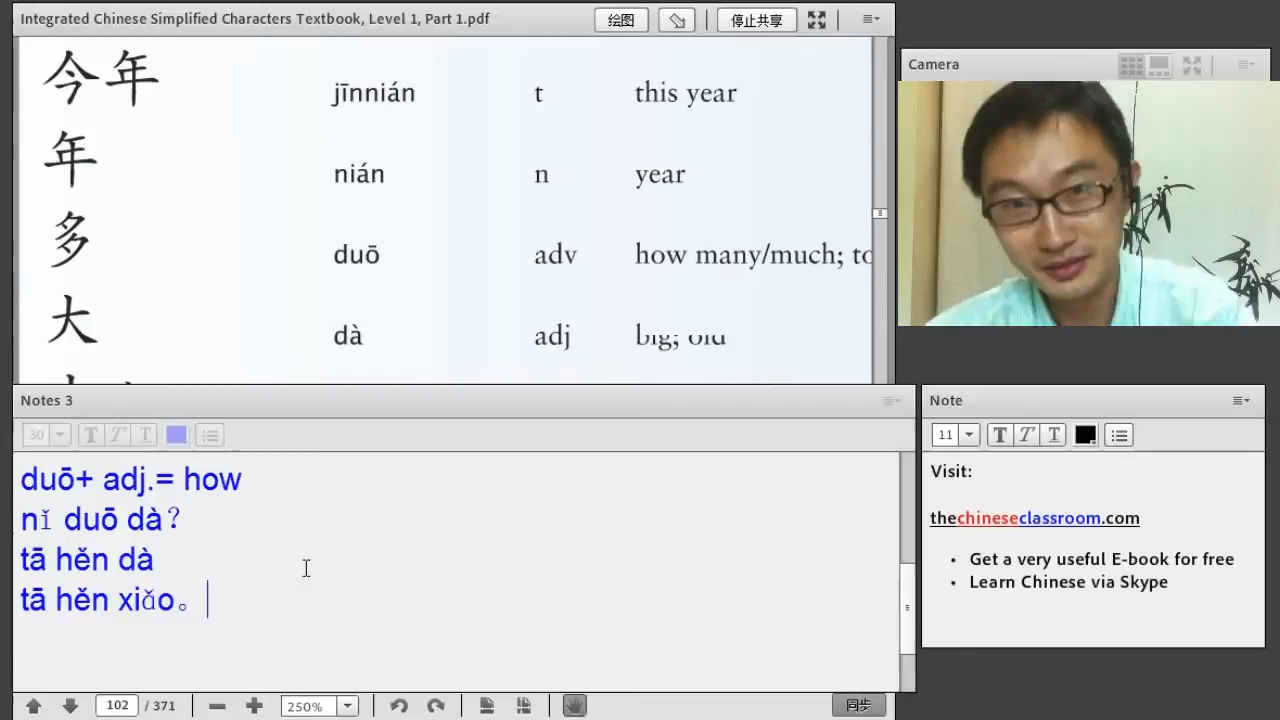 Integrated Chinese Simplified Characters Textbook, Level 1, Part 1.pdf
绘图
停止共享
今年 jīnnián t this year
年 nián n year
多 duō adv how many/much; to
大 dà adj big; old
Camera
Notes 3
30
T T T
duō+ adj.= how
nǐ duō dà?
tā hěn dà
tā hěn xiǎo。
Note
11
T T T
Visit:
thechineseclassroom.com
• Get a very useful E-book for free
• Learn Chinese via Skype
102 / 371
250%
同步